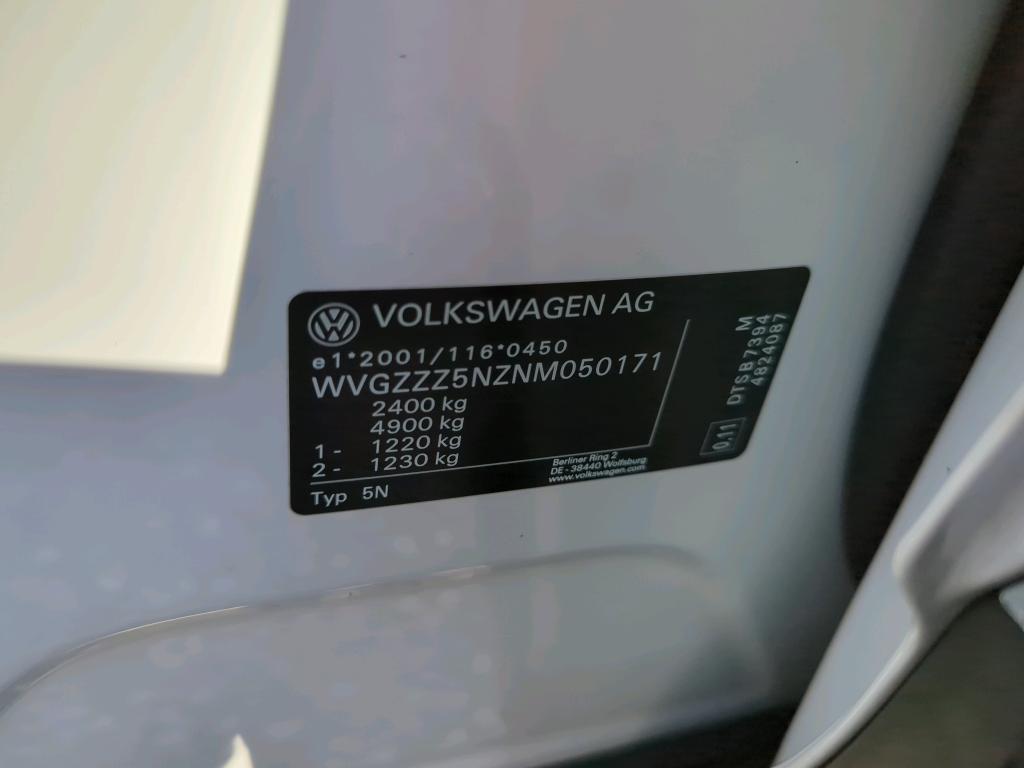 VOLKSWAGEN AG
e1*2001/116*0450
WVGZZZ5NZNM050171
2400 kg
4900 kg
1 - 1220 kg
2 - 1230 kg
Typ 5N
Berliner Ring 2
DE - 38440 Wolfsburg
www.volkswagen.com
M
DTSB7394
4824087
0.11